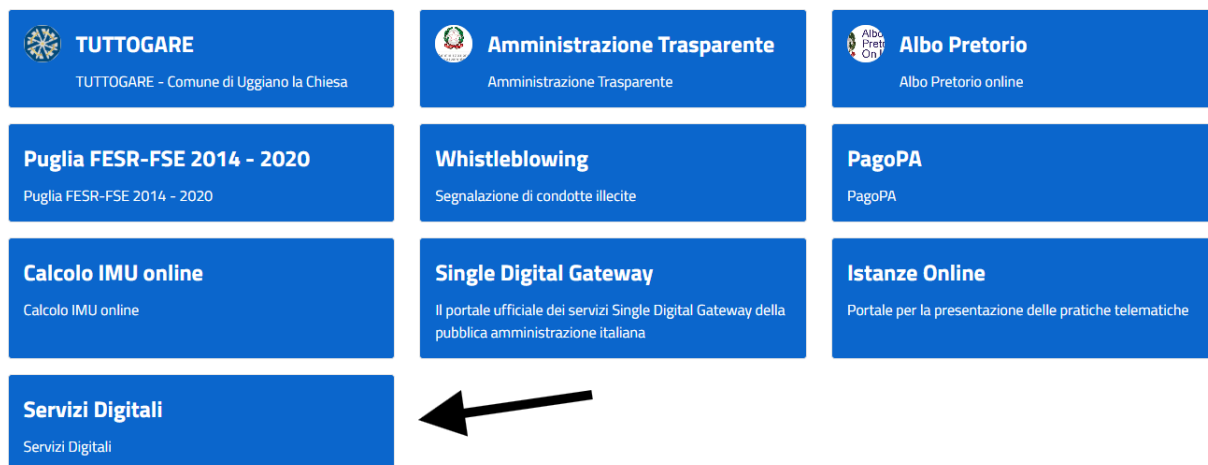 TUTTOGARE
TUTTOGARE - Comune di Uggiano la Chiesa
Amministrazione Trasparente
Amministrazione Trasparente
Albo Pretorio
Albo Pretorio online
Puglia FESR-FSE 2014 - 2020
Puglia FESR-FSE 2014 - 2020
Whistleblowing
Segnalazione di condotte illecite
PagoPA
PagoPA
Calcolo IMU online
Calcolo IMU online
Single Digital Gateway
Il portale ufficiale dei servizi Single Digital Gateway della
pubblica amministrazione italiana
Istanze Online
Portale per la presentazione delle pratiche telematiche
Servizi Digitali
Servizi Digitali